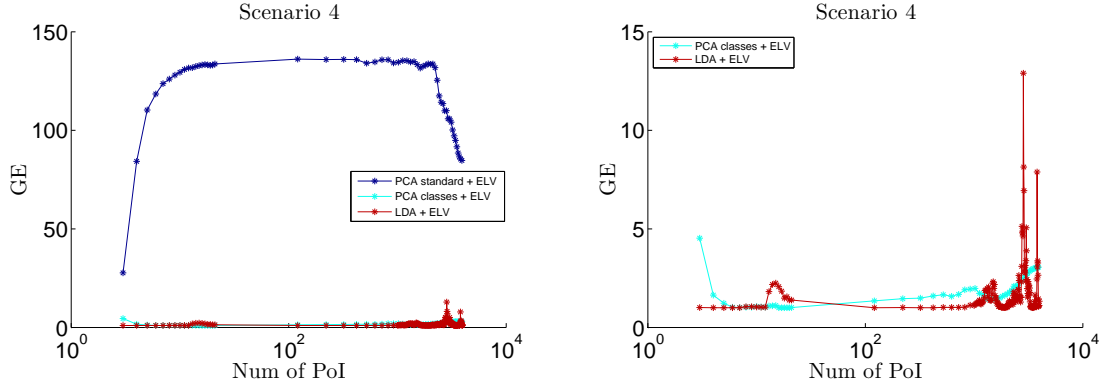 Scenario 4
150
100
50
0
GE
10^0
10^2
10^4
Num of PoI
PCA standard + ELV
PCA classes + ELV
LDA + ELV
Scenario 4
15
10
5
0
GE
10^0
10^2
10^4
Num of PoI
PCA classes + ELV
LDA + ELV